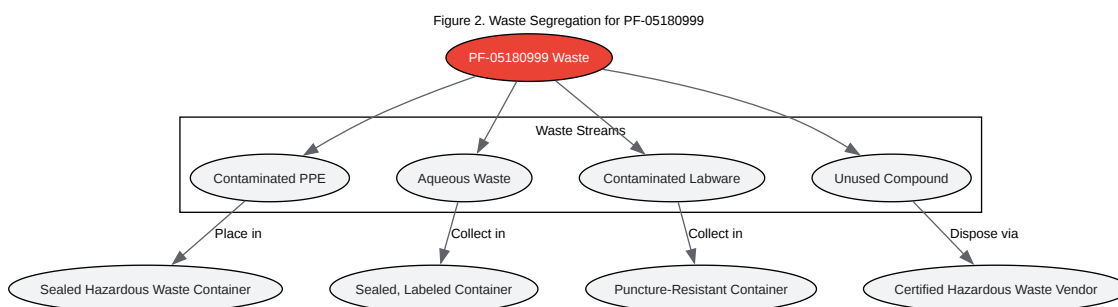 Figure 2. Waste Segregation for PF-05180999
PF-05180999 Waste
Waste Streams
Contaminated PPE
Aqueous Waste
Contaminated Labware
Unused Compound
Place in
Collect in
Collect in
Dispose via
Sealed Hazardous Waste Container
Sealed, Labeled Container
Puncture-Resistant Container
Certified Hazardous Waste Vendor